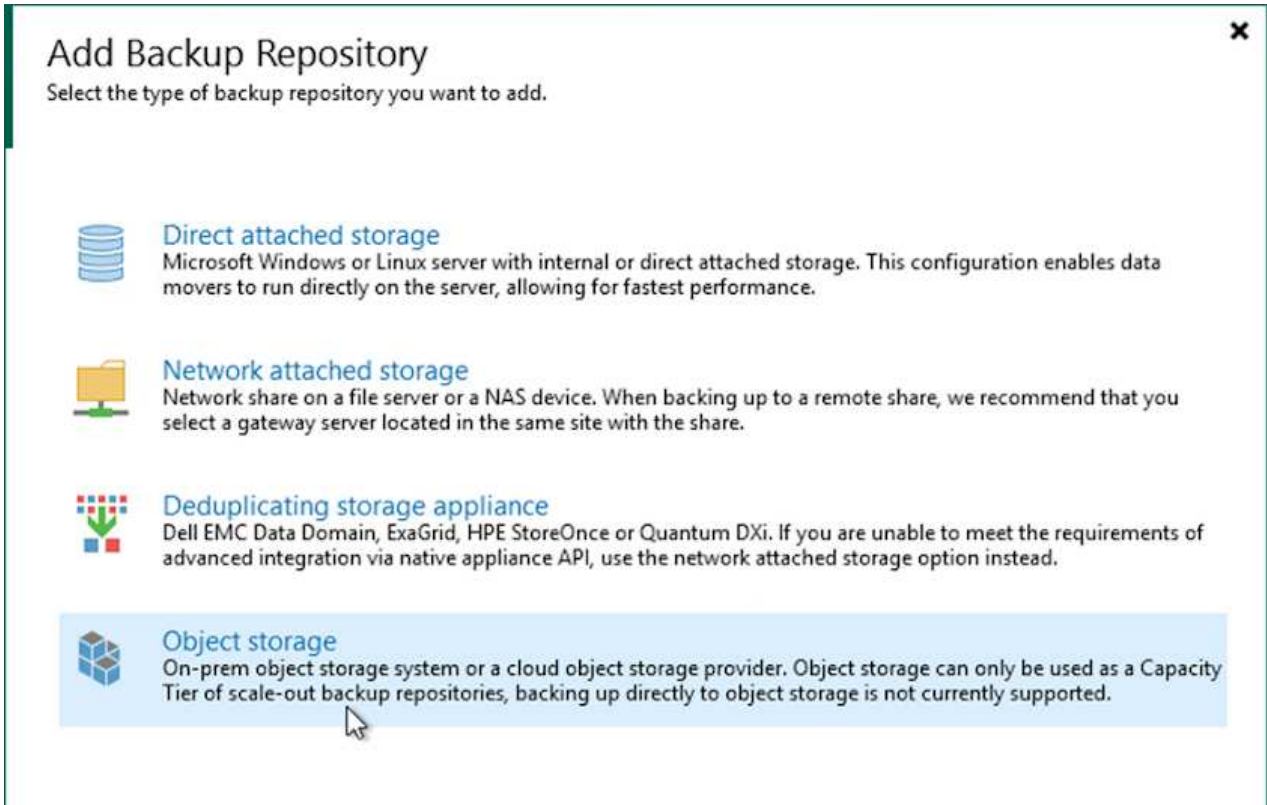 Add Backup Repository
Select the type of backup repository you want to add.
Direct attached storage
Microsoft Windows or Linux server with internal or direct attached storage. This configuration enables data
movers to run directly on the server, allowing for fastest performance.
Network attached storage
Network share on a file server or a NAS device. When backing up to a remote share, we recommend that you
select a gateway server located in the same site with the share.
Deduplicating storage appliance
Dell EMC Data Domain, ExaGrid, HPE StoreOnce or Quantum DXi. If you are unable to meet the requirements of
advanced integration via native appliance API, use the network attached storage option instead.
Object storage
On-prem object storage system or a cloud object storage provider. Object storage can only be used as a Capacity
Tier of scale-out backup repositories, backing up directly to object storage is not currently supported.